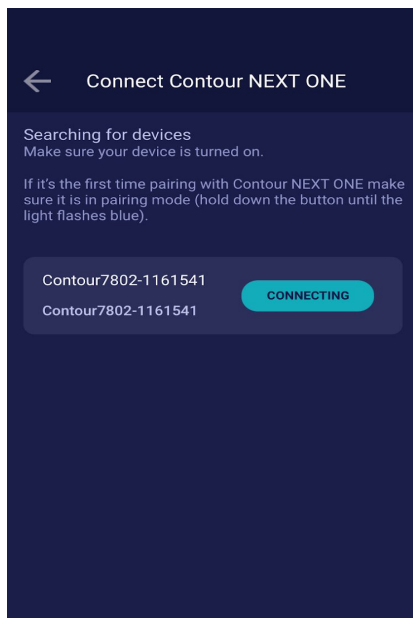 Connect Contour NEXT ONE
Searching for devices
Make sure your device is turned on.
If it's the first time pairing with Contour NEXT ONE make
sure it is in pairing mode (hold down the button until the
light flashes blue).
Contour7802-1161541
CONNECTING
Contour7802-1161541